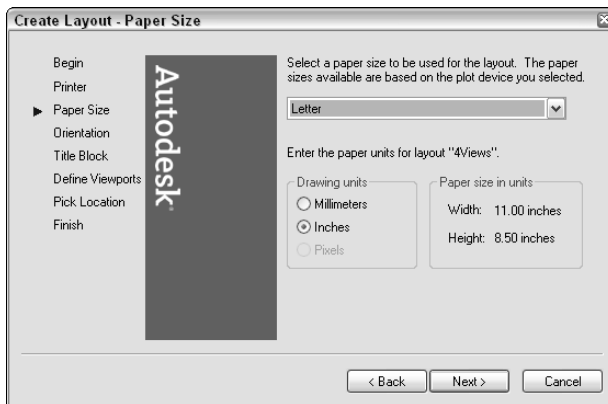 Create Layout - Paper Size
Begin
Printer
Paper Size
Orientation
Title Block
Define Viewports
Pick Location
Finish
Autodesk
Select a paper size to be used for the layout. The paper
sizes available are based on the plot device you selected.
Letter
Enter the paper units for layout "4Views".
Drawing units
Millimeters
Inches
Pixels
Paper size in units
Width: 11.00 inches
Height: 8.50 inches
< Back
Next >
Cancel